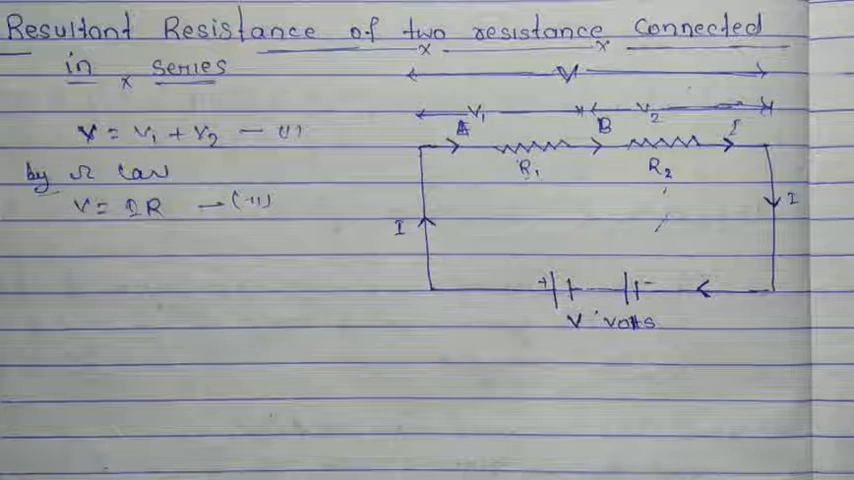 Resultant Resistance of two resistance connected
in series
V
V₁ V₂
V = V₁ + V₂ — (i)
A B I
R₁ R₂
by Ω Law
V = IR — (ii)
I I
+ -
V volts